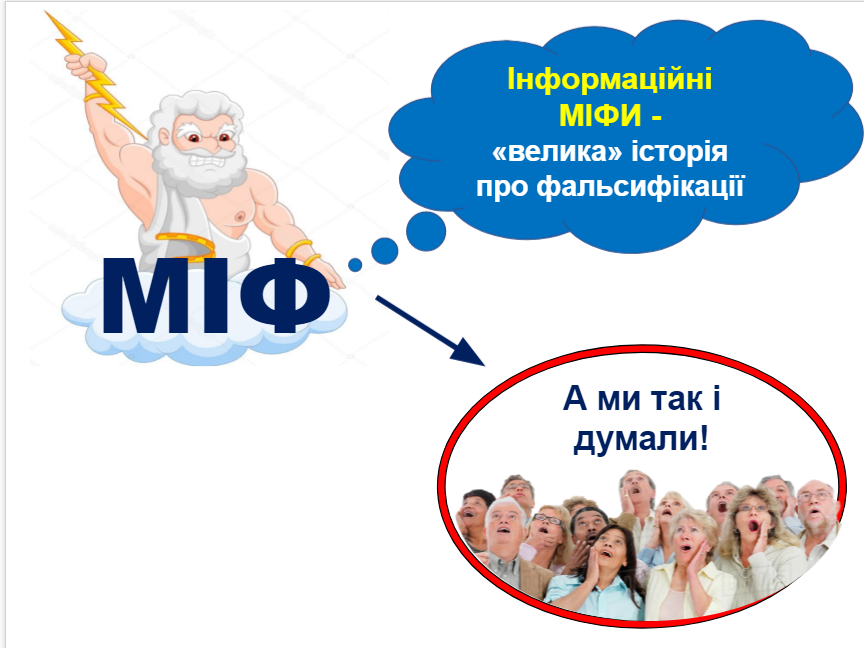 Інформаційні
МІФИ -
«велика» історія
про фальсифікації
МІФ
А ми так і
думали!